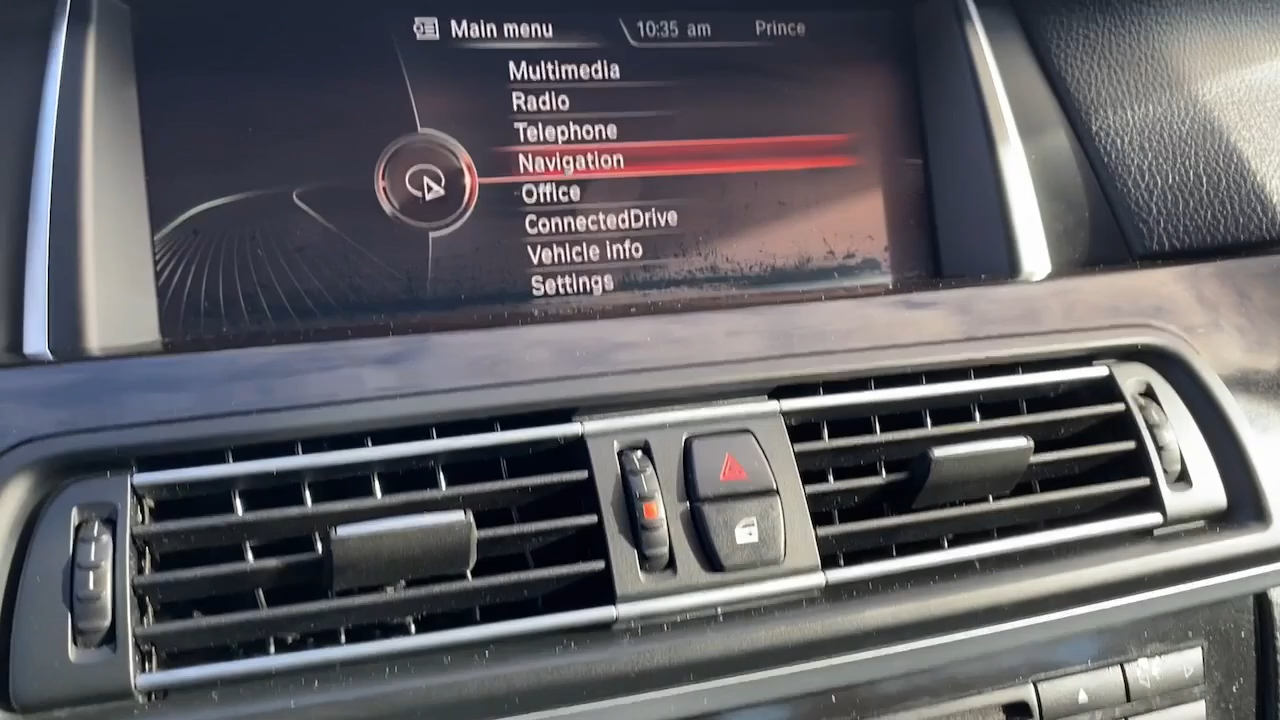 Main menu 10:35 am Prince
Multimedia
Radio
Telephone
Navigation
Office
ConnectedDrive
Vehicle info
Settings